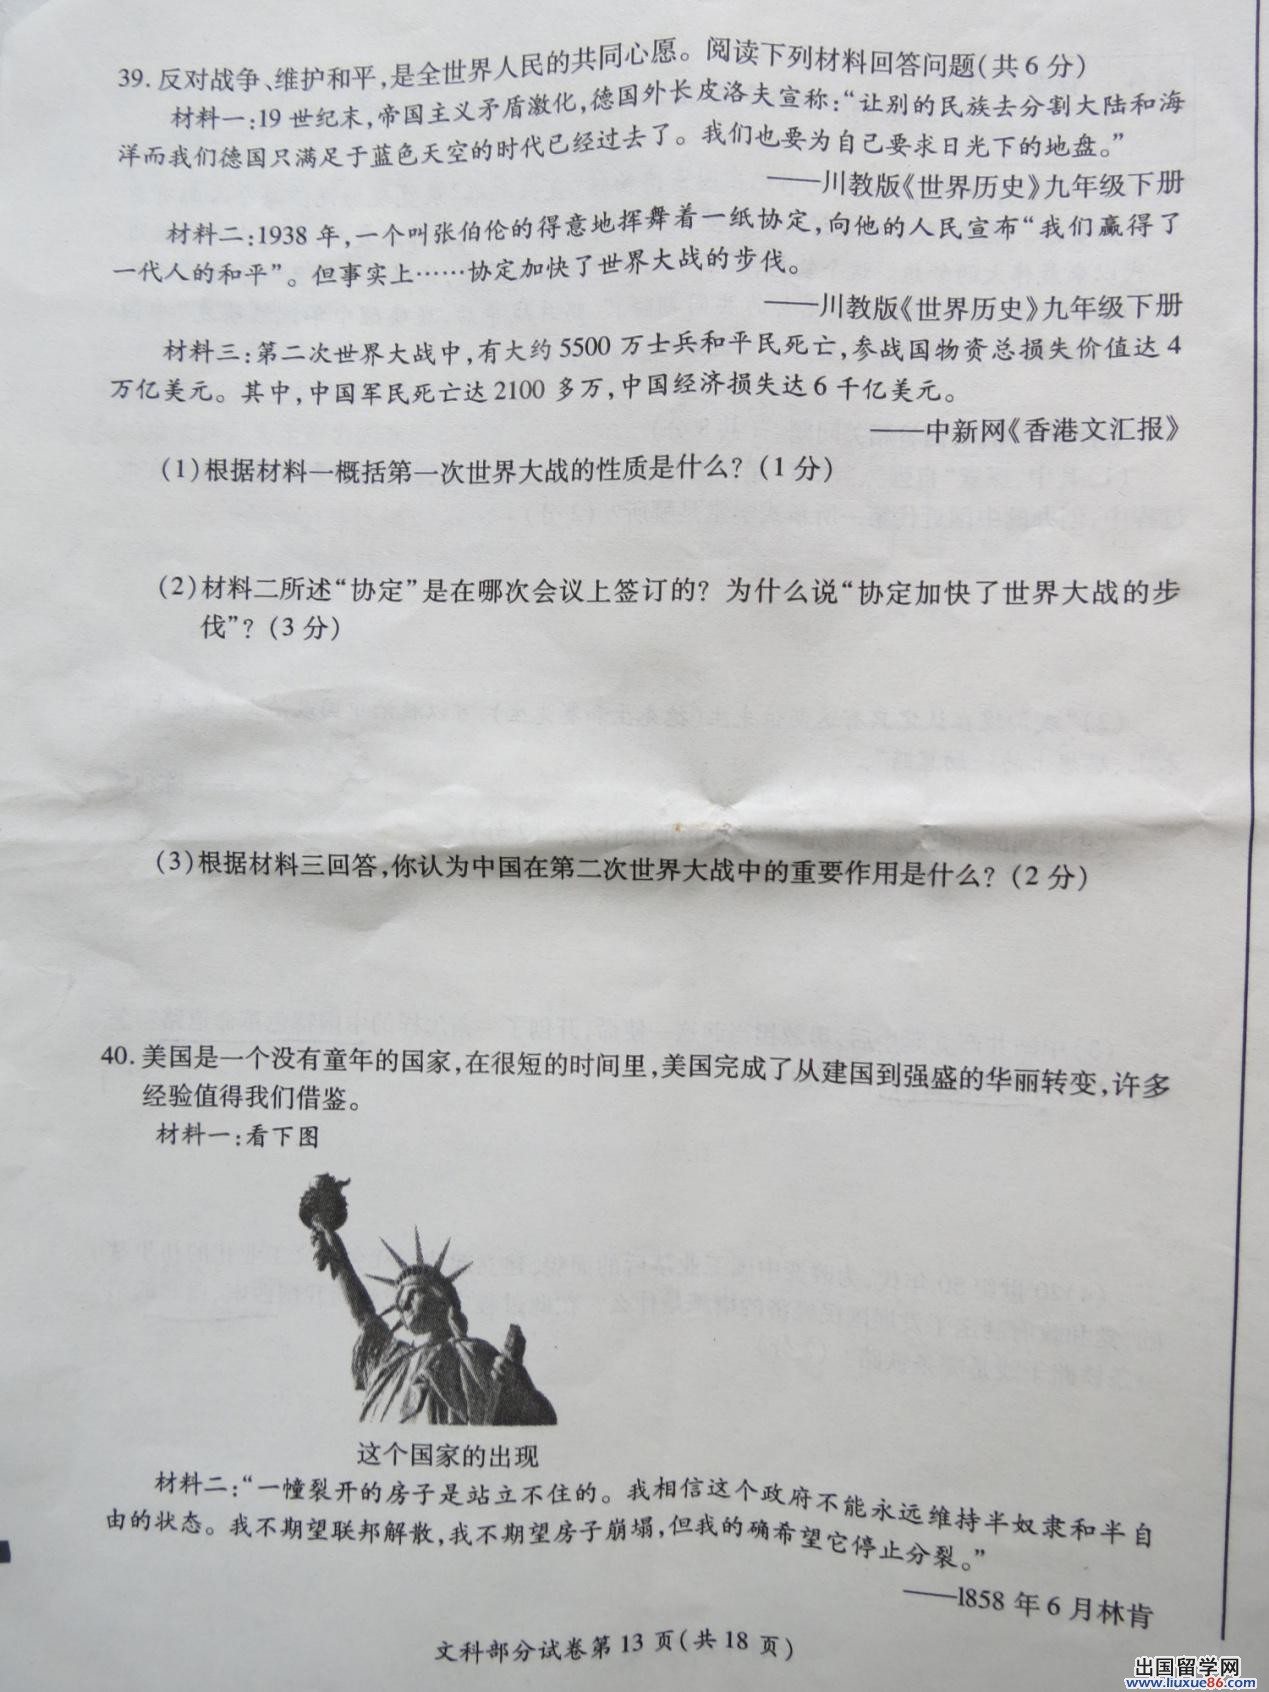 39. 反对战争、维护和平,是全世界人民的共同心愿。阅读下列材料回答问题(共6分)
材料一:19世纪末,帝国主义矛盾激化,德国外长皮洛夫宣称:“让别的民族去分割大陆和海
洋而我们德国只满足于蓝色天空的时代已经过去了。我们也要为自己要求日光下的地盘。”
——川教版《世界历史》九年级下册
材料二:1938年,一个叫张伯伦的得意地挥舞着一纸协定,向他的人民宣布“我们赢得了
一代人的和平”。但事实上……协定加快了世界大战的步伐。
——川教版《世界历史》九年级下册
材料三:第二次世界大战中,有大约5500万士兵和平民死亡,参战国物资总损失价值达4
万亿美元。其中,中国军民死亡达2100多万,中国经济损失达6千亿美元。
——中新网《香港文汇报》
(1)根据材料一概括第一次世界大战的性质是什么?(1分)
(2)材料二所述“协定”是在哪次会议上签订的?为什么说“协定加快了世界大战的步
伐”?(3分)
(3)根据材料三回答,你认为中国在第二次世界大战中的重要作用是什么?(2分)
40. 美国是一个没有童年的国家,在很短的时间里,美国完成了从建国到强盛的华丽转变,许多
经验值得我们借鉴。
材料一:看下图
这个国家的出现
材料二:“一幢裂开的房子是站立不住的。我相信这个政府不能永远维持半奴隶和半自
由的状态。我不期望联邦解散,我不期望房子崩塌,但我的确希望它停止分裂。”
——1858年6月林肯
文科部分试卷第13页(共18页)
出国留学网
www.liuxue86.com